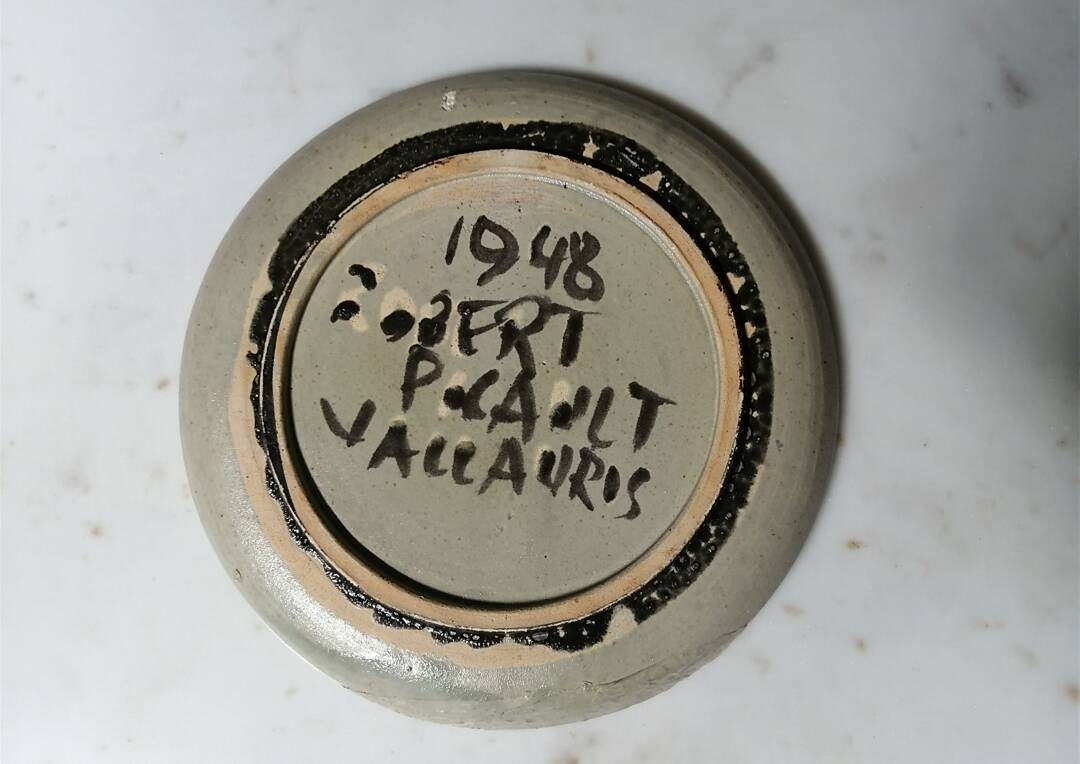 1948
ROBERT
PICAULT
VALLAURIS